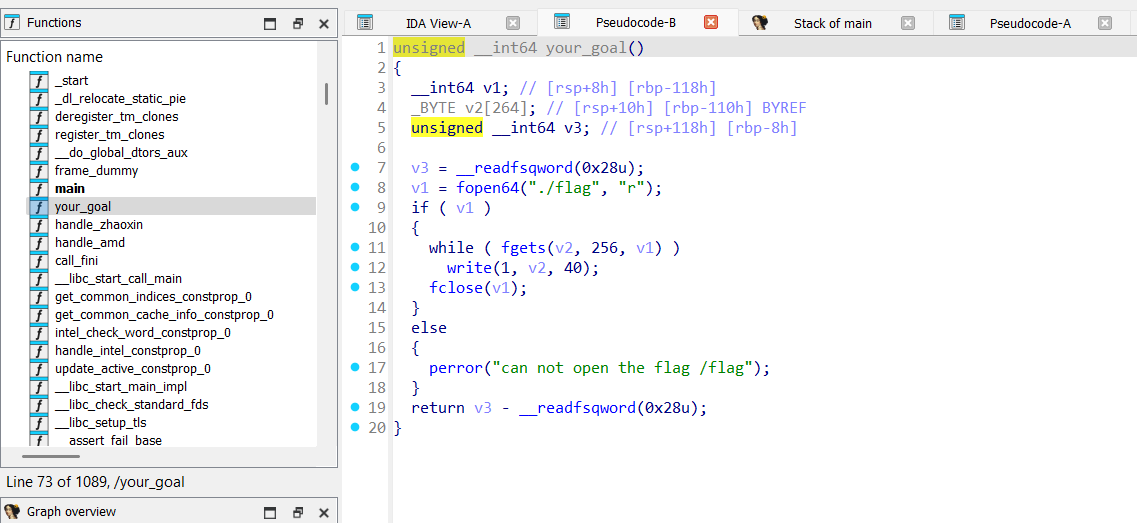 Functions
Function name
_start
_dl_relocate_static_pie
deregister_tm_clones
register_tm_clones
__do_global_dtors_aux
frame_dummy
main
your_goal
handle_zhaoxin
handle_amd
call_fini
__libc_start_call_main
get_common_indices_constprop_0
get_common_cache_info_constprop_0
intel_check_word_constprop_0
handle_intel_constprop_0
update_active_constprop_0
__libc_start_main_impl
__libc_check_standard_fds
__libc_setup_tls
__assert_fail_base
Line 73 of 1089, /your_goal
Graph overview
IDA View-A Pseudocode-B Stack of main Pseudocode-A
1 unsigned __int64 your_goal()
2 {
3 __int64 v1; // [rsp+8h] [rbp-118h]
4 _BYTE v2[264]; // [rsp+10h] [rbp-110h] BYREF
5 unsigned __int64 v3; // [rsp+118h] [rbp-8h]
6
7 v3 = __readfsqword(0x28u);
8 v1 = fopen64("./flag", "r");
9 if ( v1 )
10 {
11 while ( fgets(v2, 256, v1) )
12 write(1, v2, 40);
13 fclose(v1);
14 }
15 else
16 {
17 perror("can not open the flag /flag");
18 }
19 return v3 - __readfsqword(0x28u);
20 }